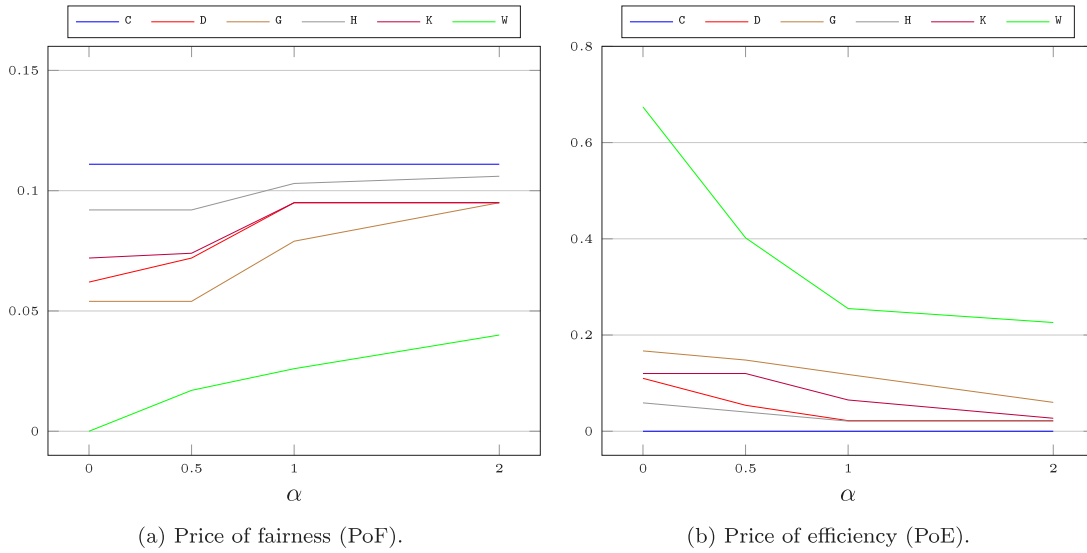 C D G H K W
0.15
0.1
0.05
0
0 0.5 1 2
α
(a) Price of fairness (PoF).
C D G H K W
0.8
0.6
0.4
0.2
0
0 0.5 1 2
α
(b) Price of efficiency (PoE).